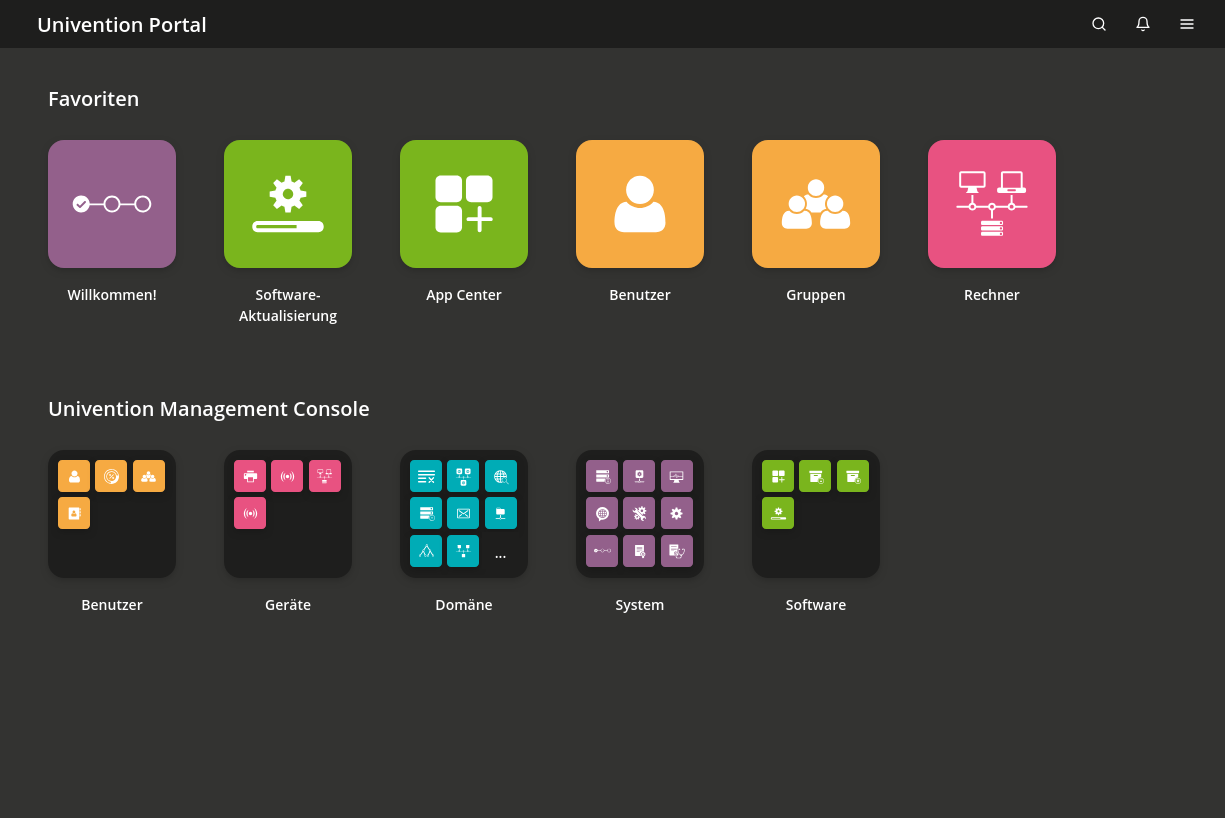 Univention Portal
Favoriten
Willkommen!
Software-
Aktualisierung
App Center
Benutzer
Gruppen
Rechner
Univention Management Console
...
Benutzer
Geräte
Domäne
System
Software